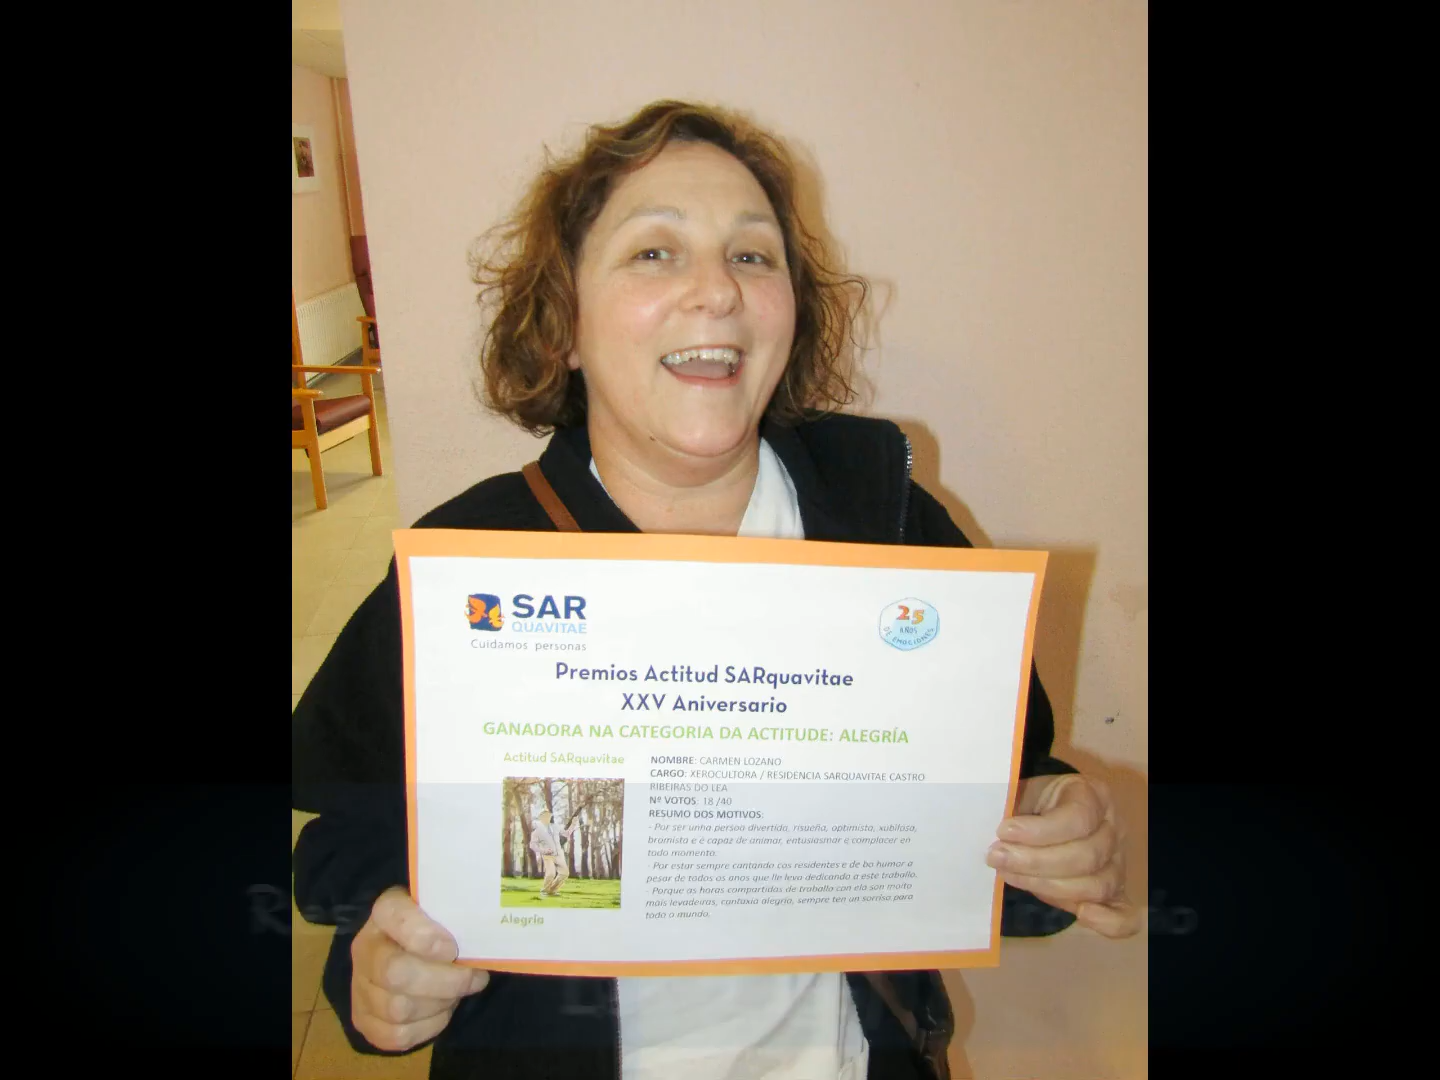 SAR
QUAVITAE
Cuidamos personas
25
AÑOS
DE EMOCIONES
Premios Actitud SARquavitae
XXV Aniversario
GANADORA NA CATEGORIA DA ACTITUDE: ALEGRÍA
Actitud SARquavitae
Alegría
NOMBRE: CARMEN LOZANO
CARGO: XEROCULTORA / RESIDENCIA SARQUAVITAE CASTRO
RIBEIRAS DO LEA
Nº VOTOS: 18 /40
RESUMO DOS MOTIVOS:
- Por ser unha persoa divertida, risueña, optimista, xubilosa,
bromista e é capaz de animar, entusiasmar e complacer en
todo momento.
- Por estar sempre cantando cos residentes e de bo humor a
pesar de todos os anos que lle leva dedicando a este traballo.
- Porque as horas compartidas de traballo con ela son moito
mais levadeiras, contaxia alegria, sempre ten un sorriso para
todo o mundo.